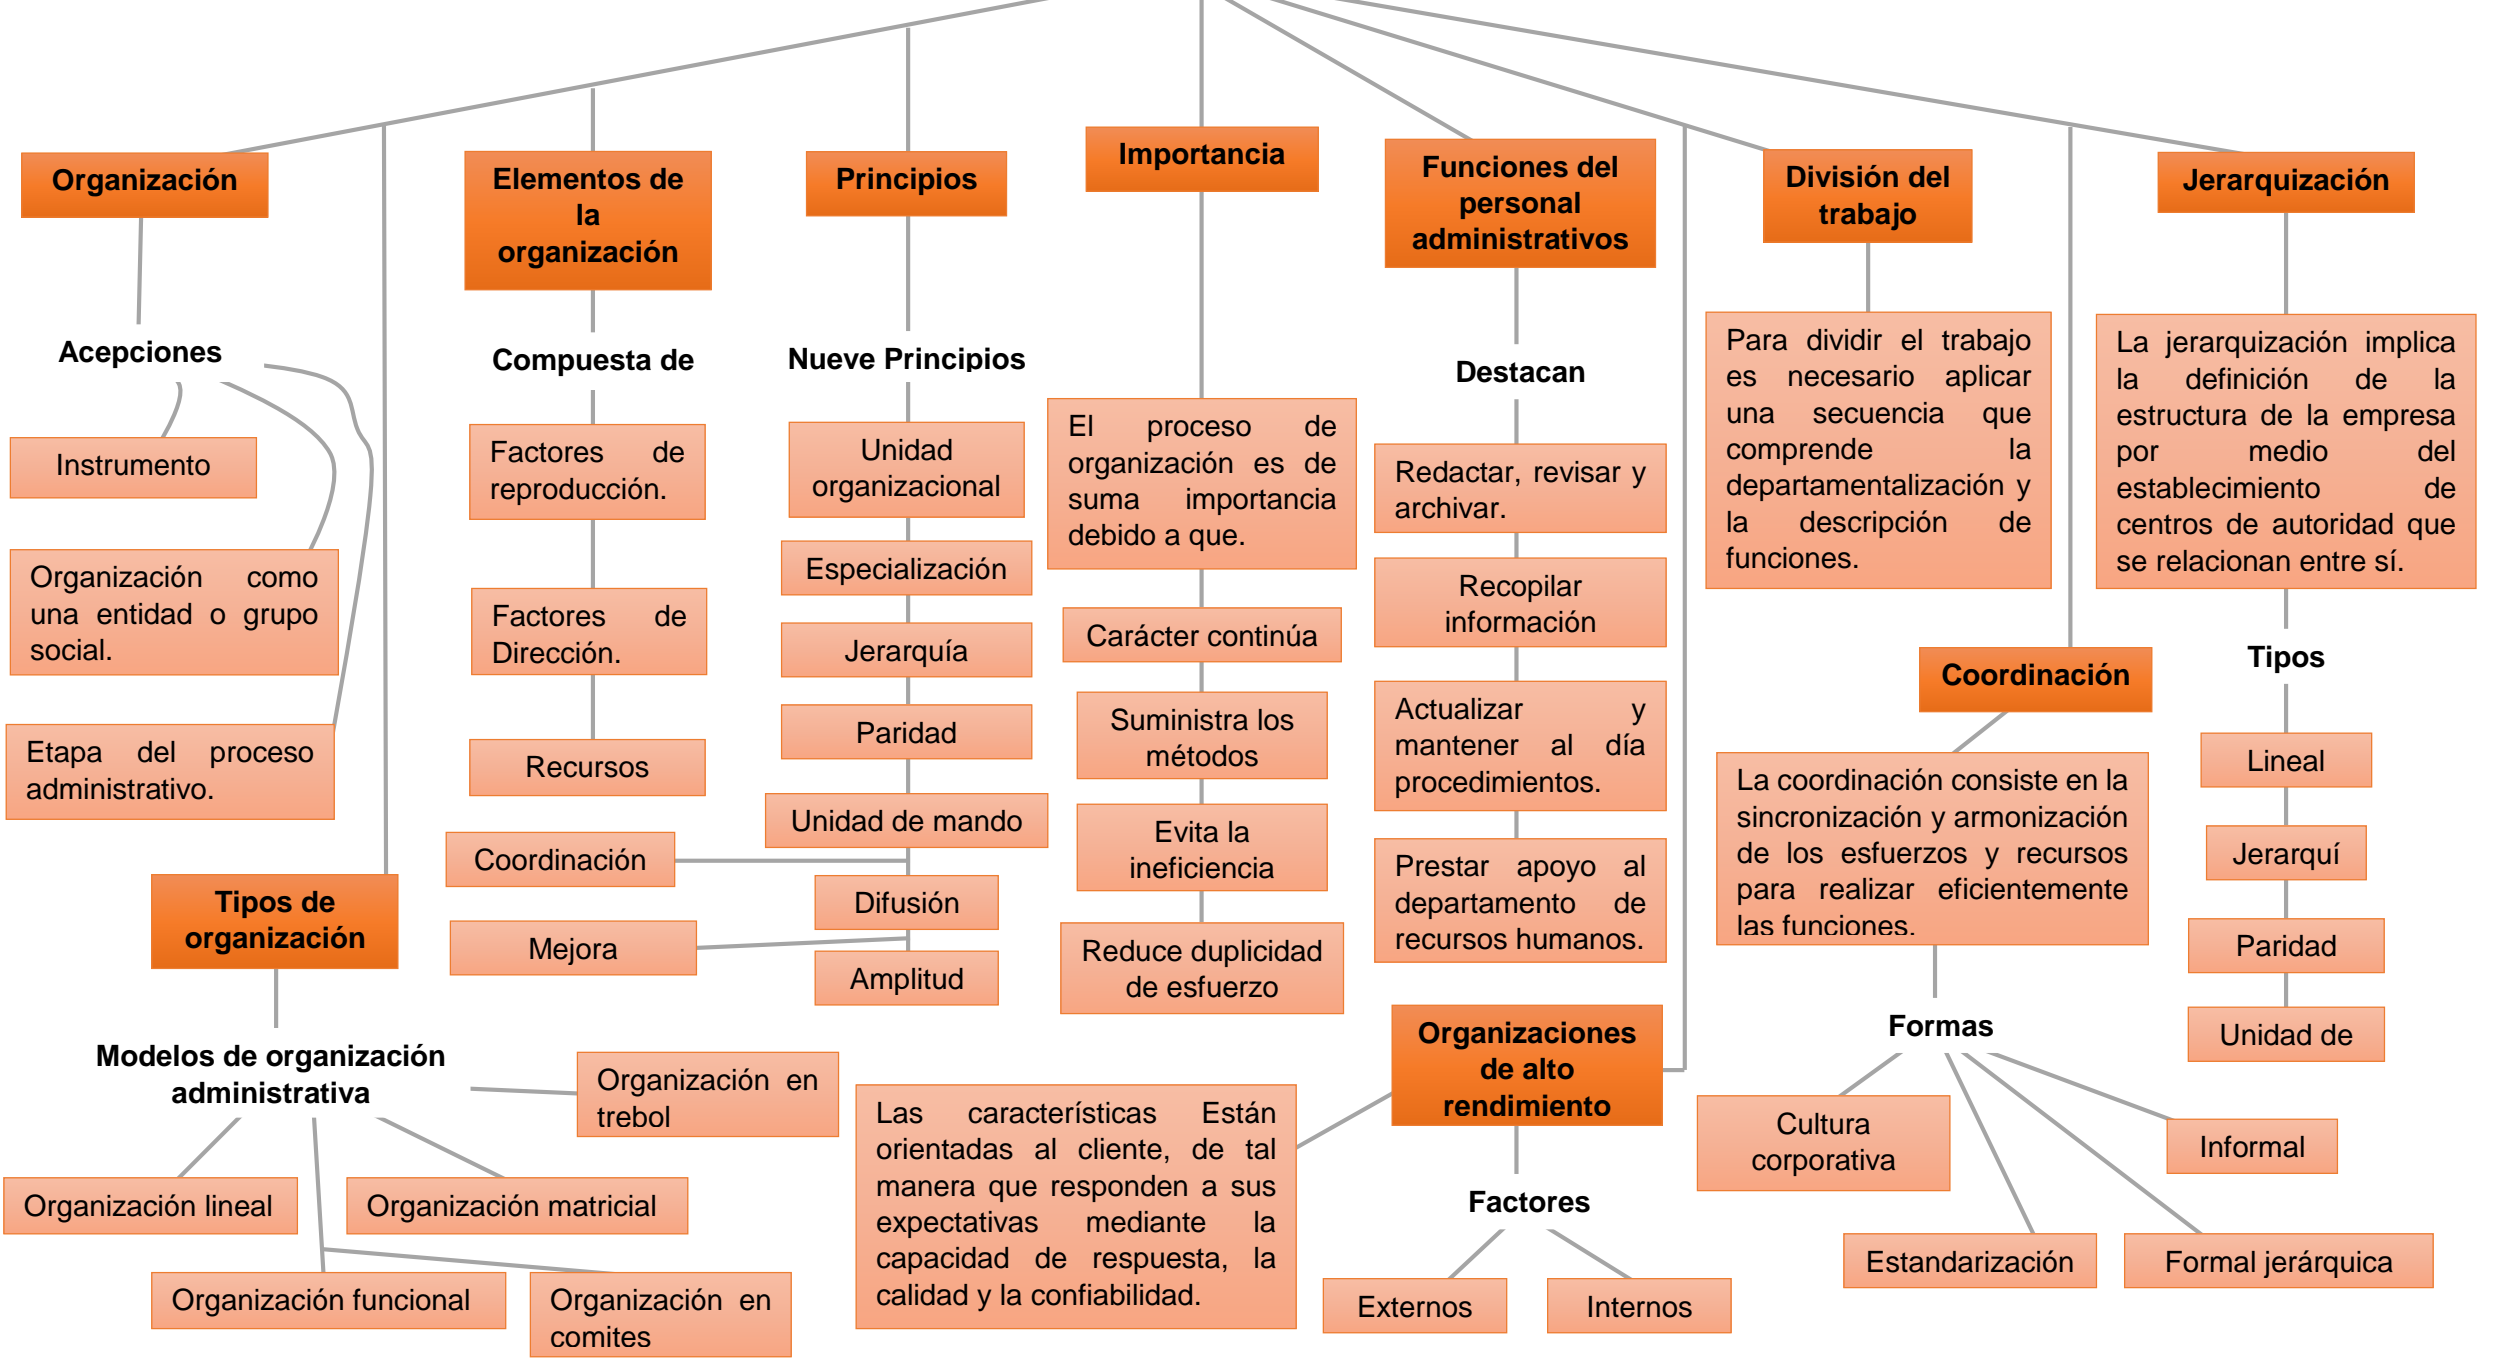 Organización
Acepciones
Instrumento
Organización como
una entidad o grupo
social.
Etapa del proceso
administrativo.
Tipos de
organización
Modelos de organización
administrativa
Organización en
trebol
Organización lineal
Organización matricial
Organización funcional
Organización en
comites
Elementos de
la
organización
Compuesta de
Factores de
reproducción.
Factores de
Dirección.
Recursos
Principios
Nueve Principios
Unidad
organizacional
Especialización
Jerarquía
Paridad
Unidad de mando
Coordinación
Difusión
Mejora
Amplitud
Importancia
El proceso de
organización es de
suma importancia
debido a que.
Carácter continúa
Suministra los
métodos
Evita la
ineficiencia
Reduce duplicidad
de esfuerzo
Funciones del
personal
administrativos
Destacan
Redactar, revisar y
archivar.
Recopilar
información
Actualizar y
mantener al día
procedimientos.
Prestar apoyo al
departamento de
recursos humanos.
Organizaciones
de alto
rendimiento
Las características Están
orientadas al cliente, de tal
manera que responden a sus
expectativas mediante la
capacidad de respuesta, la
calidad y la confiabilidad.
Factores
Externos
Internos
División del
trabajo
Para dividir el trabajo
es necesario aplicar
una secuencia que
comprende la
departamentalización y
la descripción de
funciones.
Coordinación
La coordinación consiste en la
sincronización y armonización
de los esfuerzos y recursos
para realizar eficientemente
las funciones.
Formas
Cultura
corporativa
Estandarización
Formal jerárquica
Informal
Jerarquización
La jerarquización implica
la definición de la
estructura de la empresa
por medio del
establecimiento de
centros de autoridad que
se relacionan entre sí.
Tipos
Lineal
Jerarquí
Paridad
Unidad de